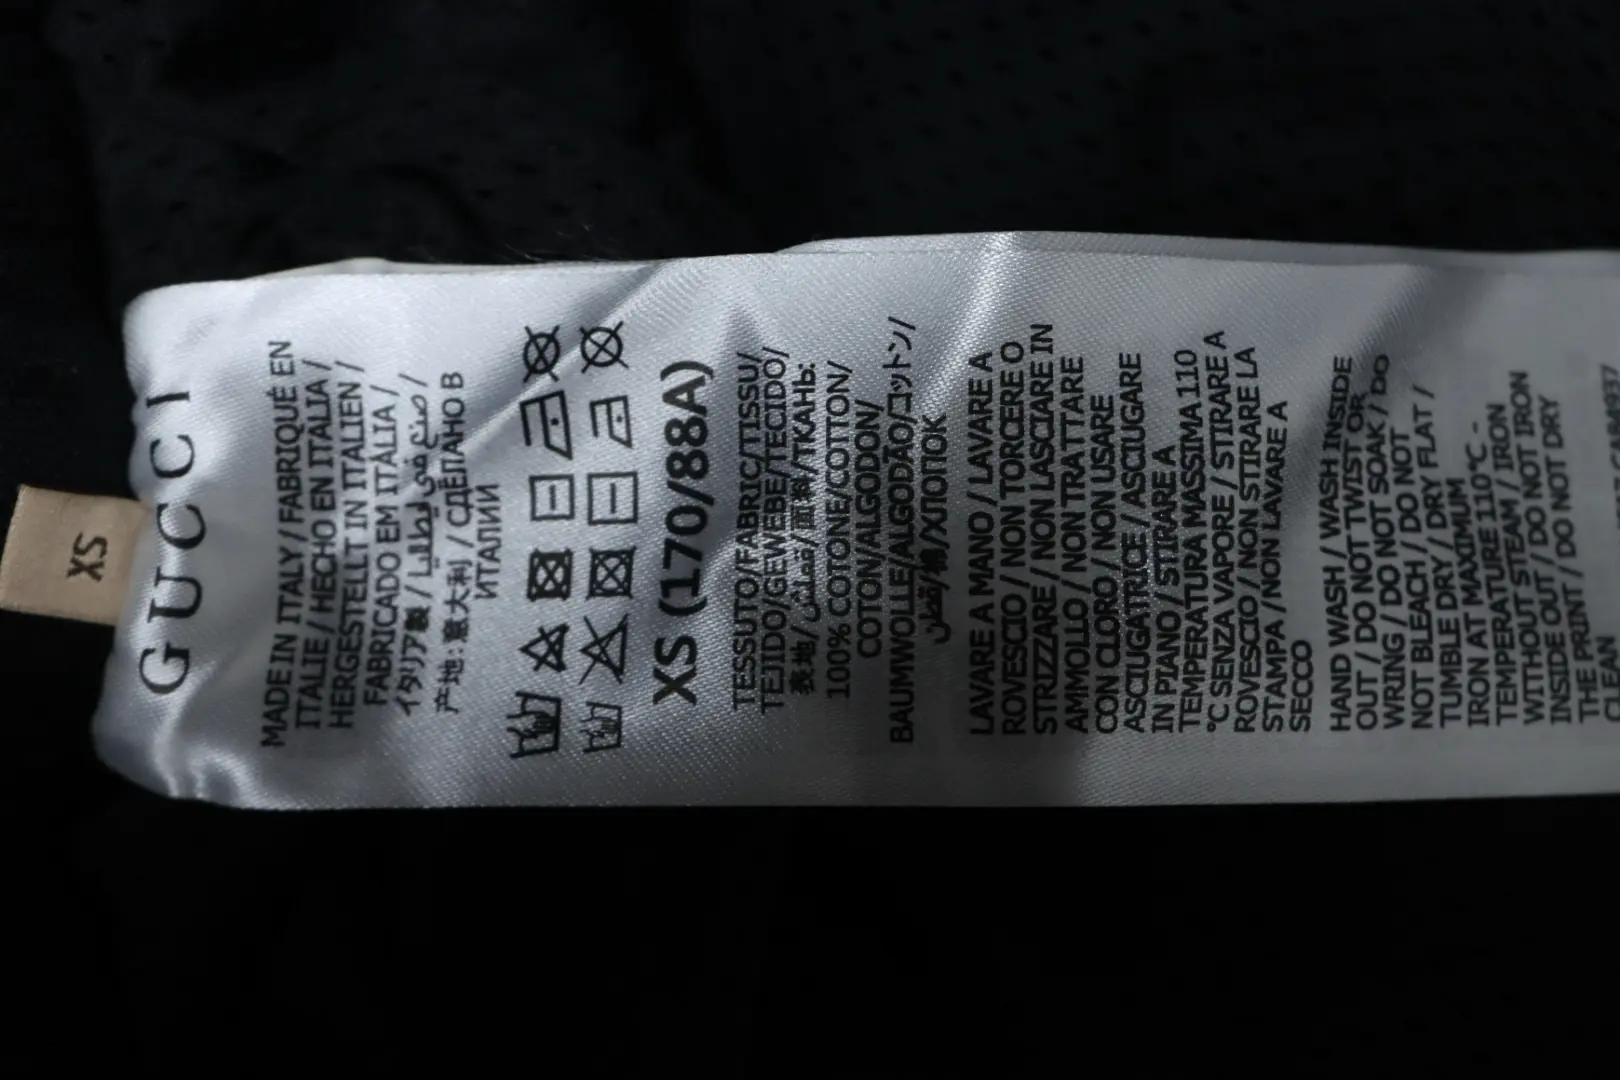 XS
GUCCI
MADE IN ITALY / FABRIQUÉ EN
ITALIE / HECHO EN ITALIA /
HERGESTELLT IN ITALIEN /
FABRICADO EM ITÁLIA /
イタリア製 / صنع في إيطاليا /
产地: 意大利 / СДЕЛАНО В
ИТАЛИИ
XS (170/88A)
TESSUTO/FABRIC/TISSU/
TEJIDO/GEWEBE/TECIDO/
表地/قماش/面料/ТКАНЬ:
100% COTONE/COTTON/
COTON/ALGODON/
BAUMWOLLE/ALGODÃO/コットン/
قطن/棉/ХЛОПОК
LAVARE A MANO / LAVARE A
ROVESCIO / NON TORCERE O
STRIZZARE / NON LASCIARE IN
AMMOLLO / NON TRATTARE
CON CLORO / NON USARE
ASCIUGATRICE / ASCIUGARE
IN PIANO / STIRARE A
TEMPERATURA MASSIMA 110
°C SENZA VAPORE / STIRARE A
ROVESCIO / NON STIRARE LA
STAMPA / NON LAVARE A
SECCO
HAND WASH / WASH INSIDE
OUT / DO NOT TWIST OR
WRING / DO NOT SOAK / DO
NOT BLEACH / DO NOT
TUMBLE DRY / DRY FLAT /
IRON AT MAXIMUM
TEMPERATURE 110°C -
WITHOUT STEAM / IRON
INSIDE OUT / DO NOT IRON
THE PRINT / DO NOT DRY
CLEAN